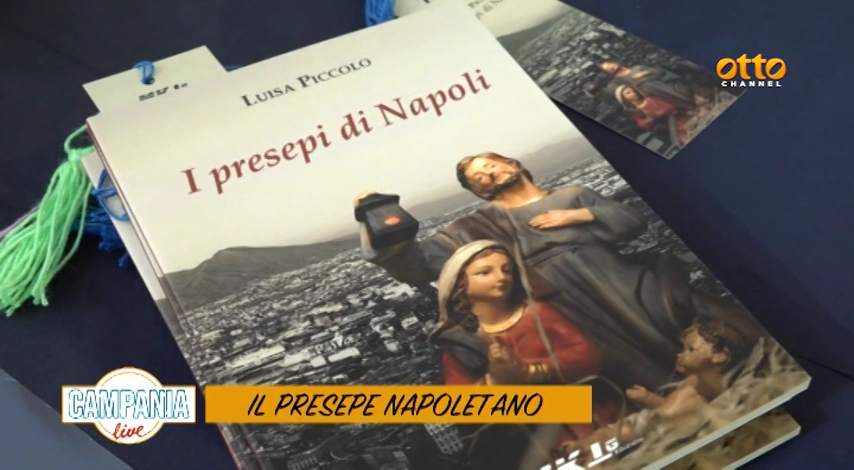 LUISA PICCOLO
I presepi di Napoli
OTTO
CHANNEL
CAMPANIA
live
IL PRESEPE NAPOLETANO